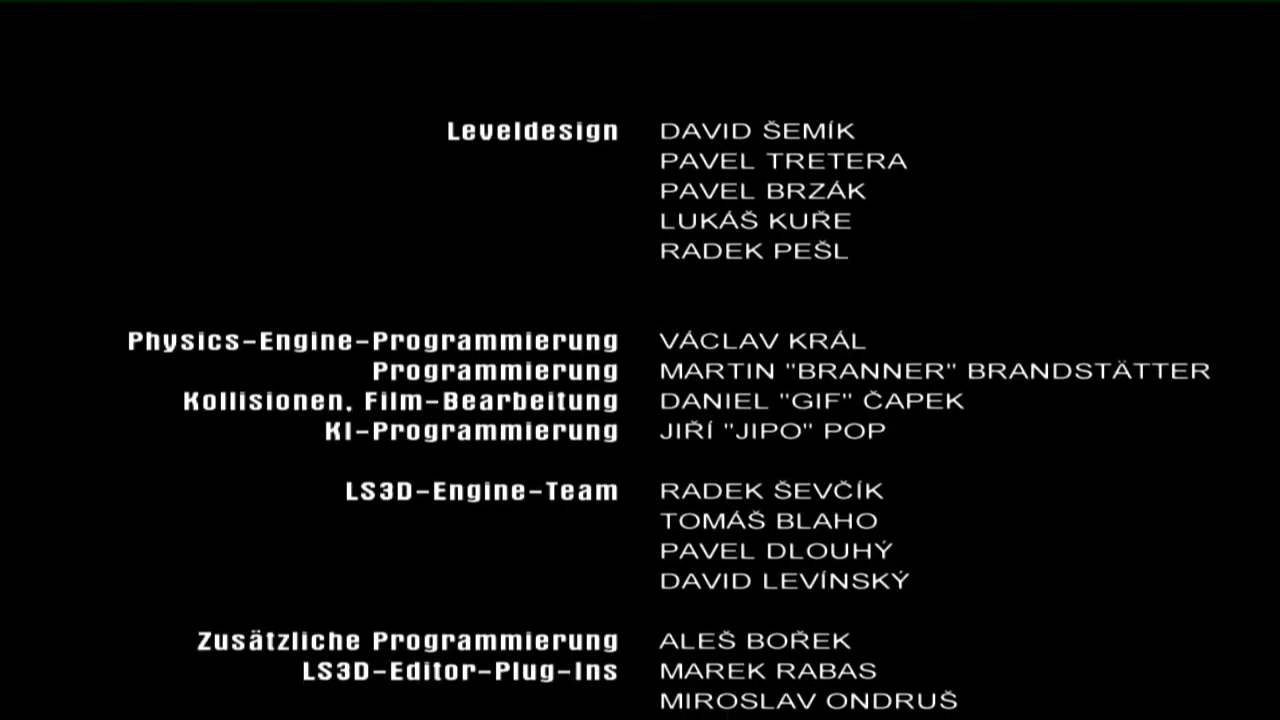 Leveldesign DAVID ŠEMÍK
PAVEL TRETERA
PAVEL BRZÁK
LUKÁŠ KUŘE
RADEK PEŠL
Physics-Engine-Programmierung VÁCLAV KRÁL
Programmierung MARTIN "BRANNER" BRANDSTÄTTER
Kollisionen, Film-Bearbeitung DANIEL "GIF" ČAPEK
KI-Programmierung JIŘÍ "JIPO" POP
LS3D-Engine-Team RADEK ŠEVČÍK
TOMÁŠ BLAHO
PAVEL DLOUHÝ
DAVID LEVÍNSKÝ
Zusätzliche Programmierung ALEŠ BOŘEK
LS3D-Editor-Plug-Ins MAREK RABAS
MIROSLAV ONDRUŠ